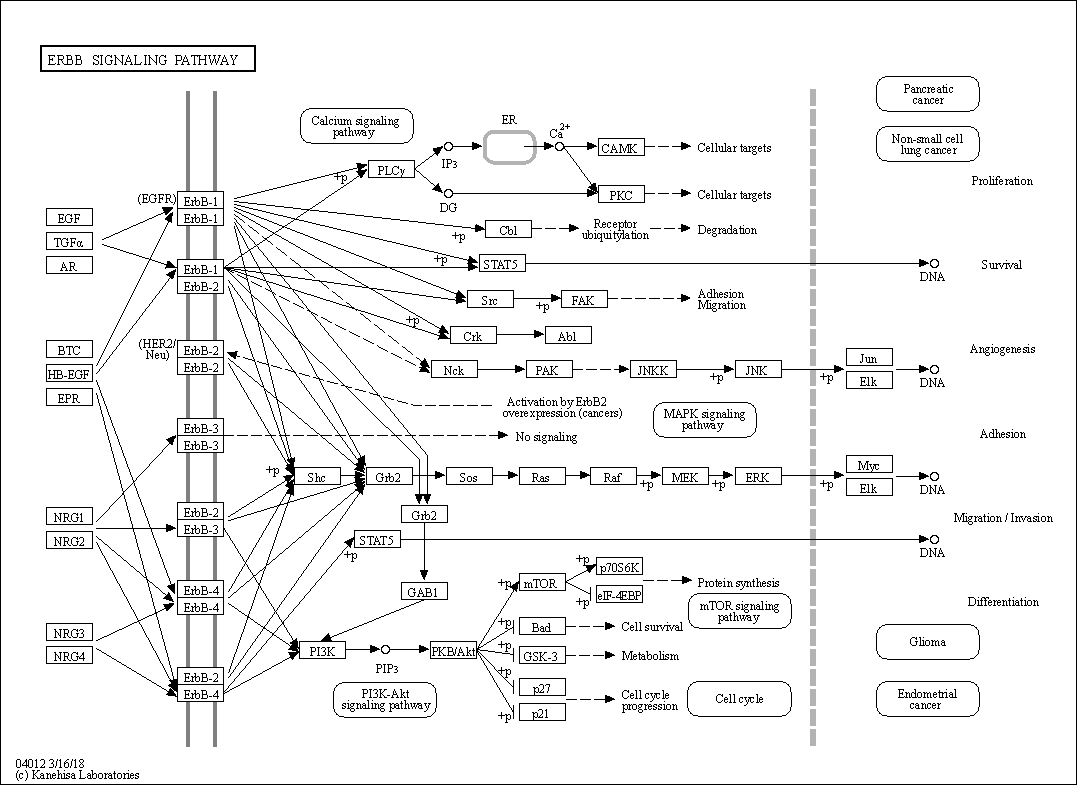 ERBB SIGNALING PATHWAY
Pancreatic
cancer
Calcium signaling
pathway
ER
Ca2+
Non-small cell
lung cancer
CAMK
Cellular targets
IP3
+p
PLCγ
Proliferation
(EGFR)
ErbB-1
ErbB-1
DG
PKC
Cellular targets
EGF
TGFα
AR
+p
Cbl
Receptor
ubiquitylation
Degradation
ErbB-1
ErbB-2
+p
STAT5
DNA
Survival
Src
+p
FAK
Adhesion
Migration
+p
Crk
Abl
(HER2/
Neu)
ErbB-2
ErbB-2
BTC
HB-EGF
EPR
Nck
PAK
JNKK
+p
JNK
+p
Jun
Elk
DNA
Angiogenesis
Activation by ErbB2
overexpression (cancers)
MAPK signaling
pathway
ErbB-3
ErbB-3
No signaling
Adhesion
+p
Shc
Grb2
Sos
Ras
Raf
+p
MEK
+p
ERK
+p
Myc
Elk
DNA
NRG1
NRG2
ErbB-2
ErbB-3
Grb2
Migration / Invasion
STAT5
+p
DNA
ErbB-4
ErbB-4
GAB1
+p
mTOR
+p
p70S6K
+p
eIF-4EBP
Protein synthesis
mTOR signaling
pathway
Differentiation
NRG3
NRG4
+p
Bad
Cell survival
Glioma
PI3K
PIP3
PKB/Akt
+p
GSK-3
Metabolism
ErbB-2
ErbB-4
PI3K-Akt
signaling pathway
+p
p27
+p
p21
Cell cycle
progression
Cell cycle
Endometrial
cancer
04012 3/16/18
(c) Kanehisa Laboratories